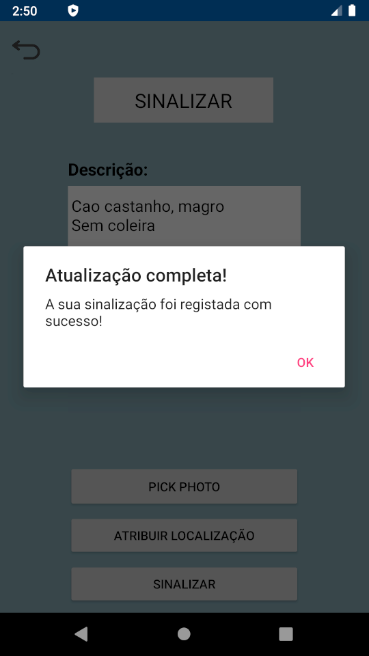 2:50
SINALIZAR
Descrição:
Cao castanho, magro
Sem coleira
Atualização completa!
A sua sinalização foi registada com
sucesso!
OK
PICK PHOTO
ATRIBUIR LOCALIZAÇÃO
SINALIZAR